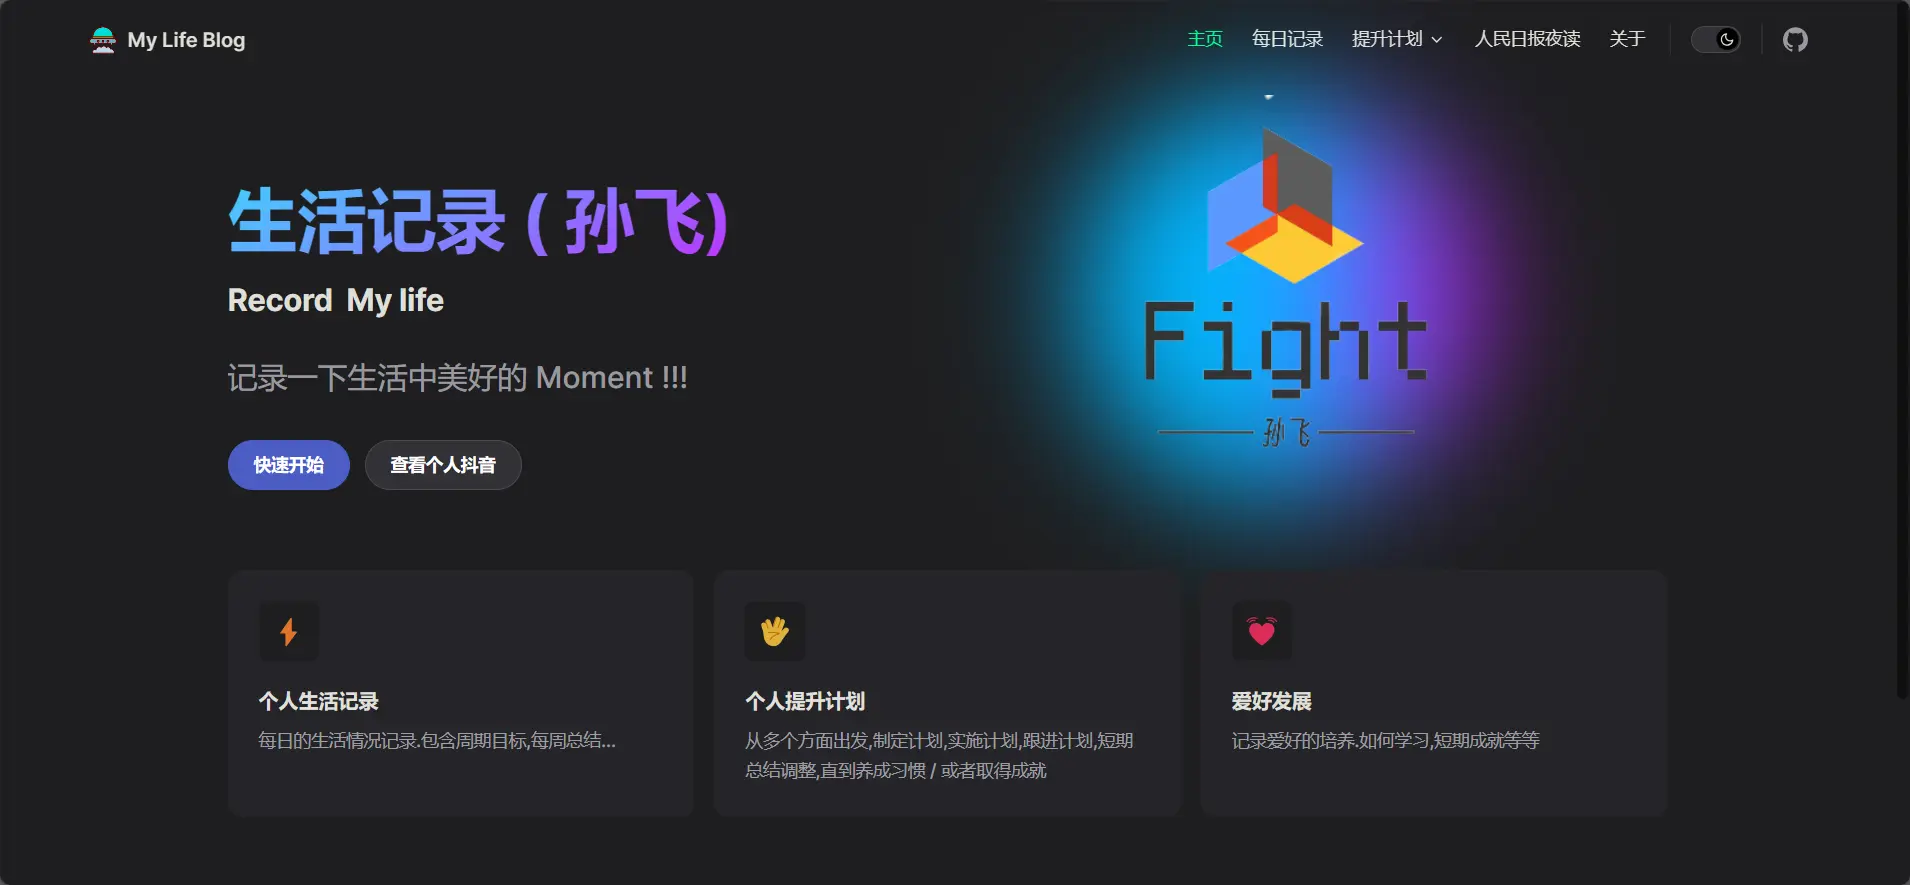 My Life Blog
主页 每日记录 提升计划 人民日报夜读 关于
生活记录 ( 孙飞)
Record My life
记录一下生活中美好的 Moment !!!
快速开始 查看个人抖音
Fight
孙飞
个人生活记录
每日的生活情况记录.包含周期目标,每周总结...
个人提升计划
从多个方面出发,制定计划,实施计划,跟进计划,短期
总结调整,直到养成习惯 / 或者取得成就
爱好发展
记录爱好的培养.如何学习,短期成就等等